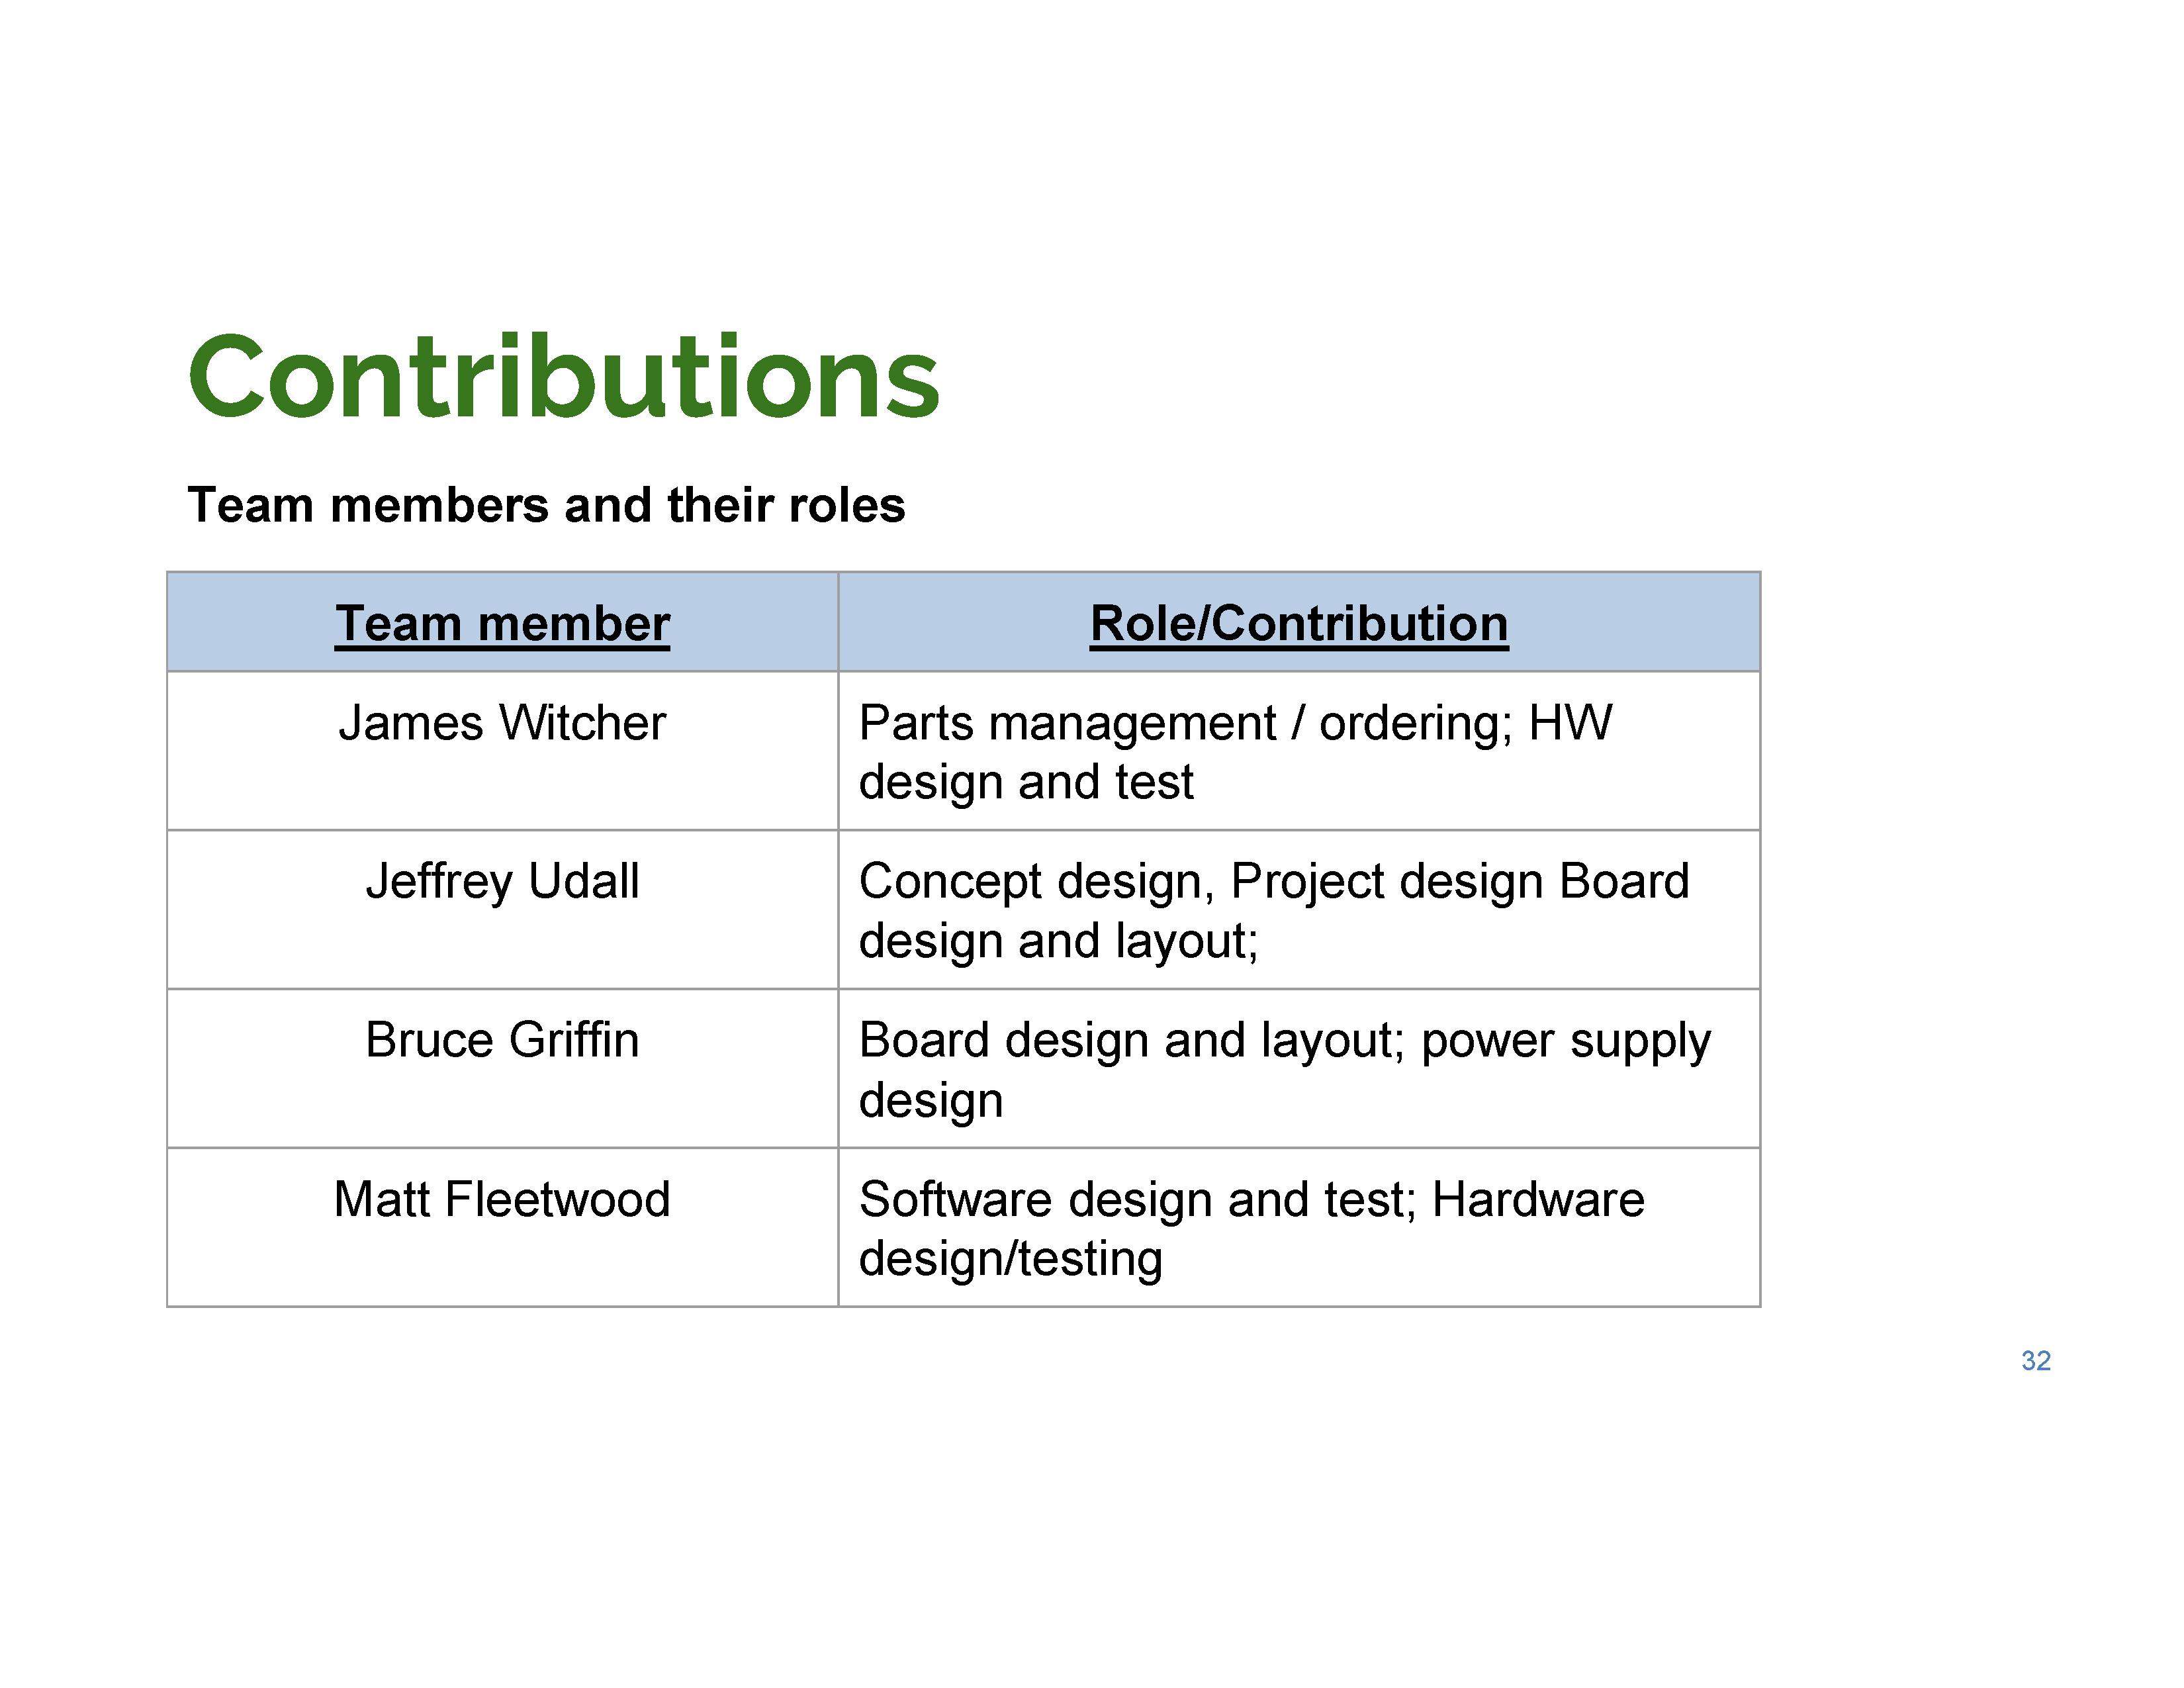 Contributions
Team members and their roles
Team member
Role/Contribution
James Witcher
Parts management / ordering; HW
design and test
Jeffrey Udall
Concept design, Project design Board
design and layout;
Bruce Griffin
Board design and layout; power supply
design
Matt Fleetwood
Software design and test; Hardware
design/testing
32